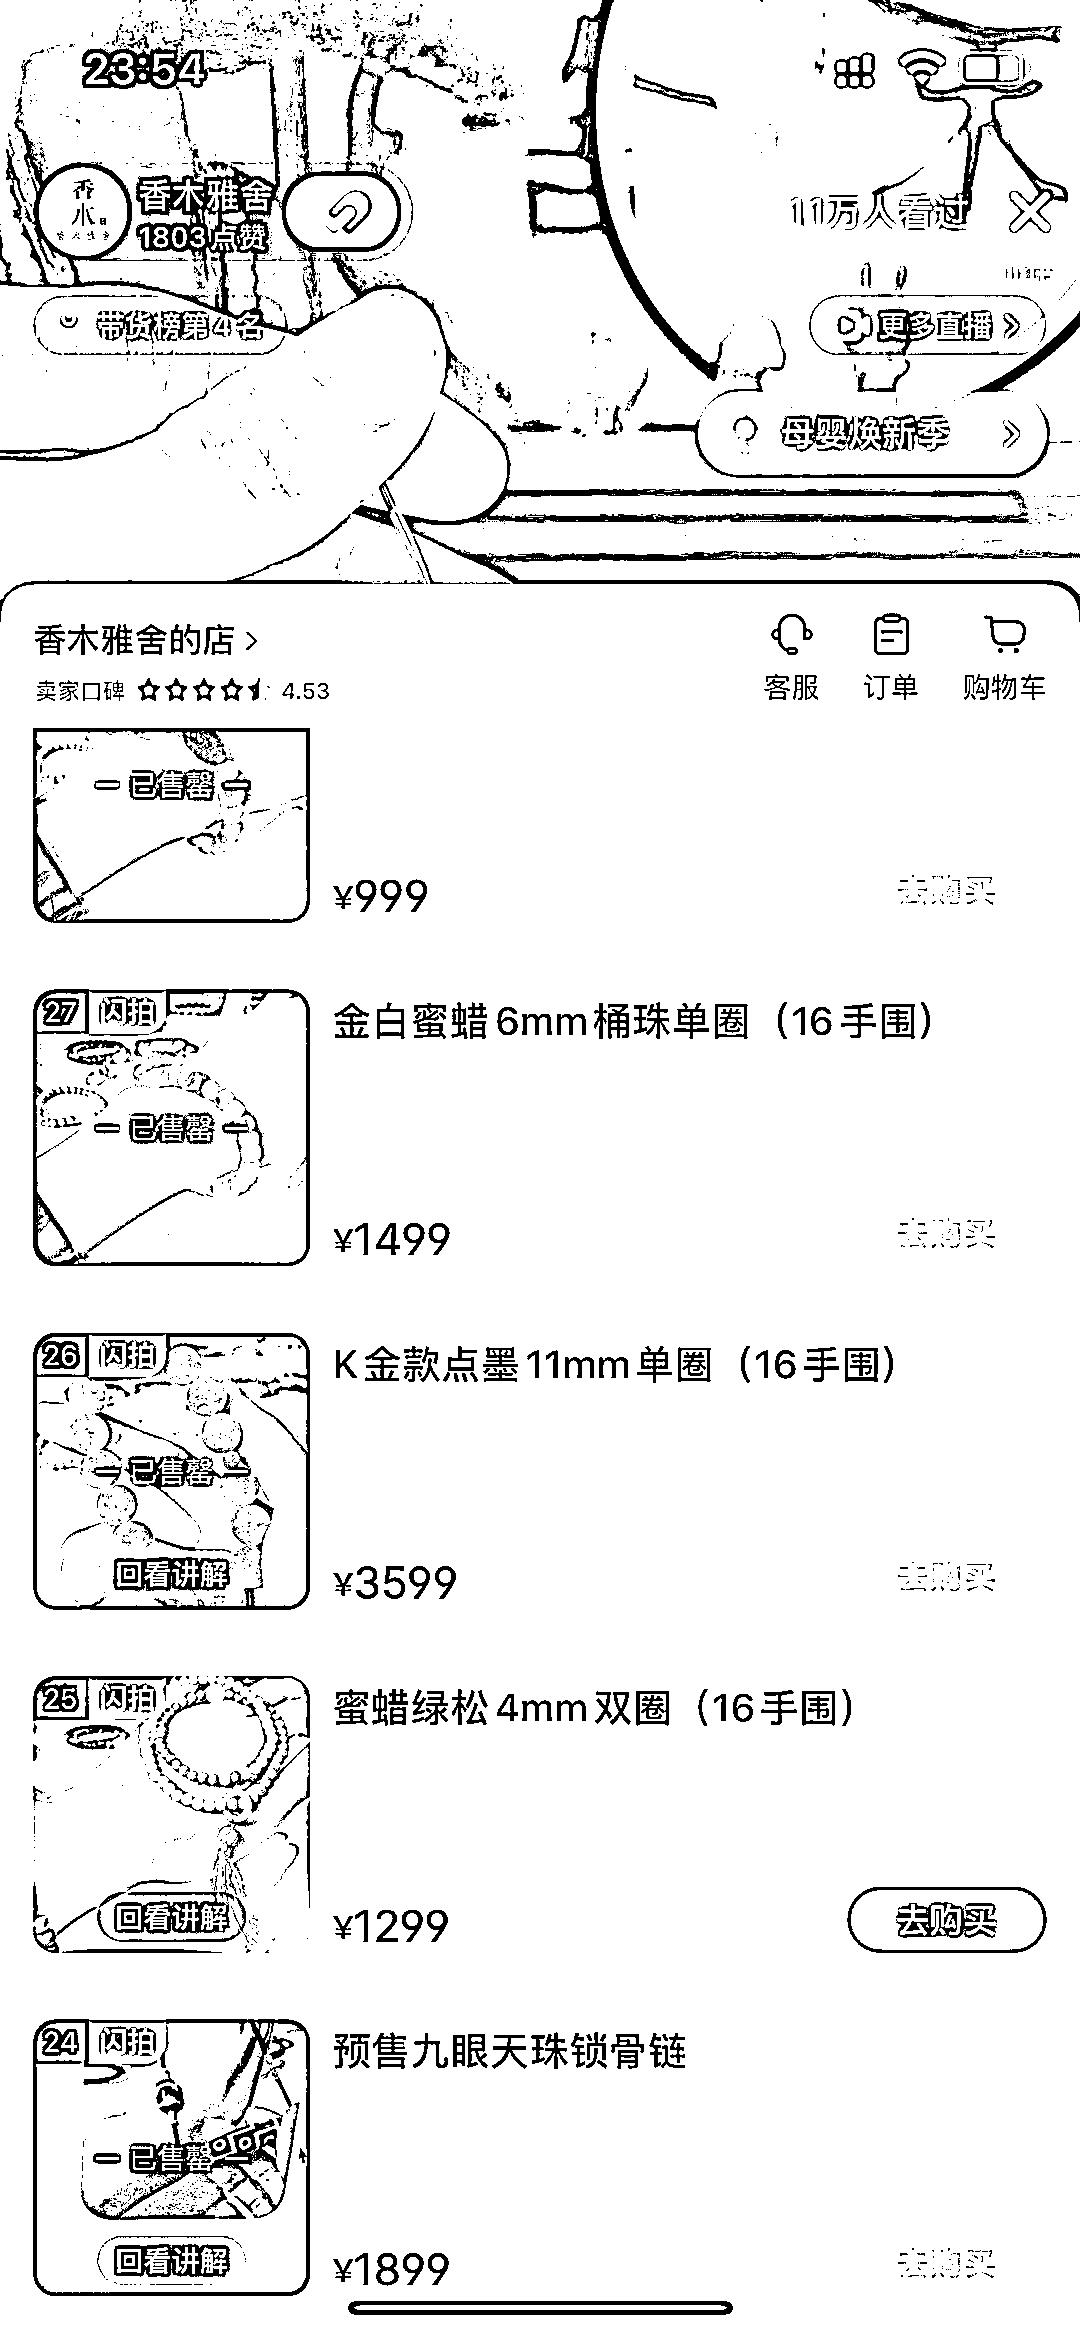 23:54
香木雅舍
1803点赞
11万人看过
带货榜第4名
更多直播
母婴焕新季
香木雅舍的店
卖家口碑 4.53
客服 订单 购物车
已售罄
¥999
去购买
27 闪拍
金白蜜蜡6mm桶珠单圈（16手围）
已售罄
¥1499
去购买
26 闪拍
K金款点墨11mm单圈（16手围）
已售罄
回看讲解
¥3599
去购买
25 闪拍
蜜蜡绿松4mm双圈（16手围）
回看讲解
¥1299
去购买
24 闪拍
预售九眼天珠锁骨链
已售罄
回看讲解
¥1899
去购买